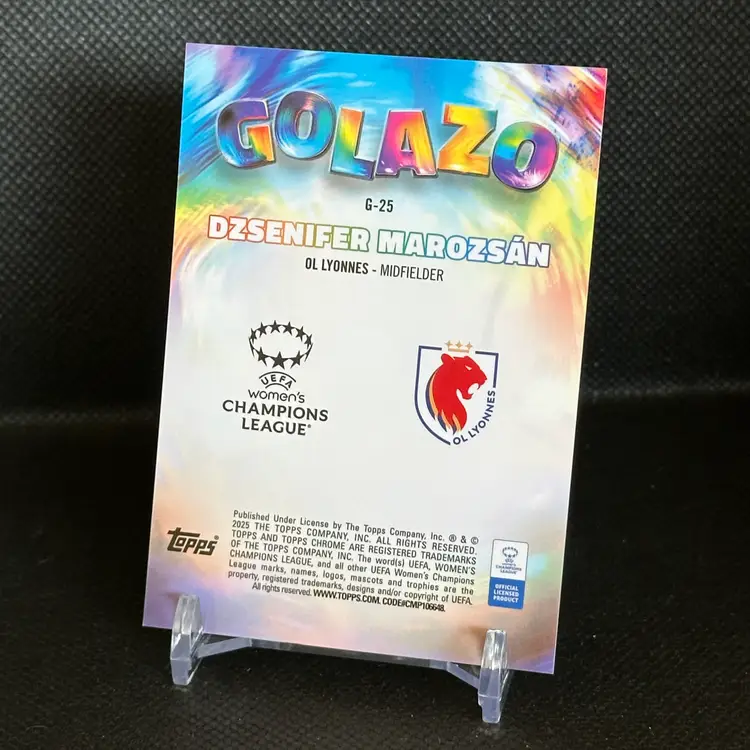 GOLAZO
G-25
DZSENIFER MAROZSÁN
OL LYONNES - MIDFIELDER
UEFA
women's
CHAMPIONS
LEAGUE®
OL LYONNES
topps®
Published Under License by The Topps Company, Inc. ® & ©
2025 THE TOPPS COMPANY, INC. ALL RIGHTS RESERVED.
TOPPS AND TOPPS CHROME ARE REGISTERED TRADEMARKS
OF THE TOPPS COMPANY, INC. The word(s) UEFA, WOMEN'S
CHAMPIONS LEAGUE, and all other UEFA Women's Champions
League marks, names, logos, mascots and trophies are the
property, registered trademarks, designs and/or copyright of UEFA.
All rights reserved. WWW.TOPPS.COM. CODE#CMP106648.
women's
CHAMPIONS
LEAGUE
OFFICIAL
LICENSED
PRODUCT